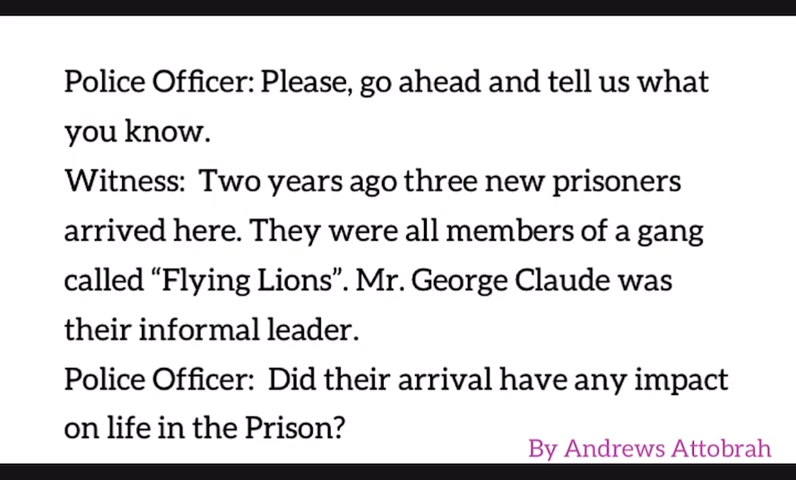 Police Officer: Please, go ahead and tell us what
you know.
Witness:  Two years ago three new prisoners
arrived here. They were all members of a gang
called “Flying Lions”. Mr. George Claude was
their informal leader.
Police Officer:  Did their arrival have any impact
on life in the Prison?
By Andrews Attobrah